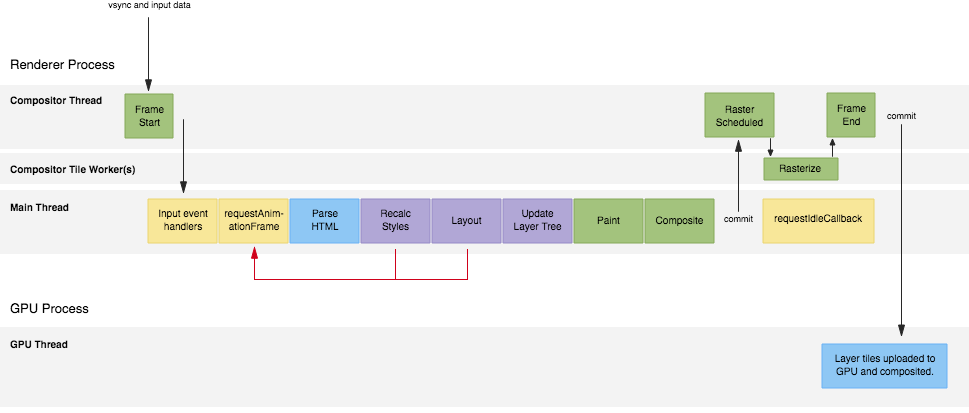 vsync and input data
Renderer Process
Compositor Thread
Frame
Start
Raster
Scheduled
Frame
End
commit
Compositor Tile Worker(s)
Rasterize
Main Thread
Input event
handlers
requestAnim-
ationFrame
Parse
HTML
Recalc
Styles
Layout
Update
Layer Tree
Paint
Composite
commit
requestIdleCallback
GPU Process
GPU Thread
Layer tiles uploaded to
GPU and composited.